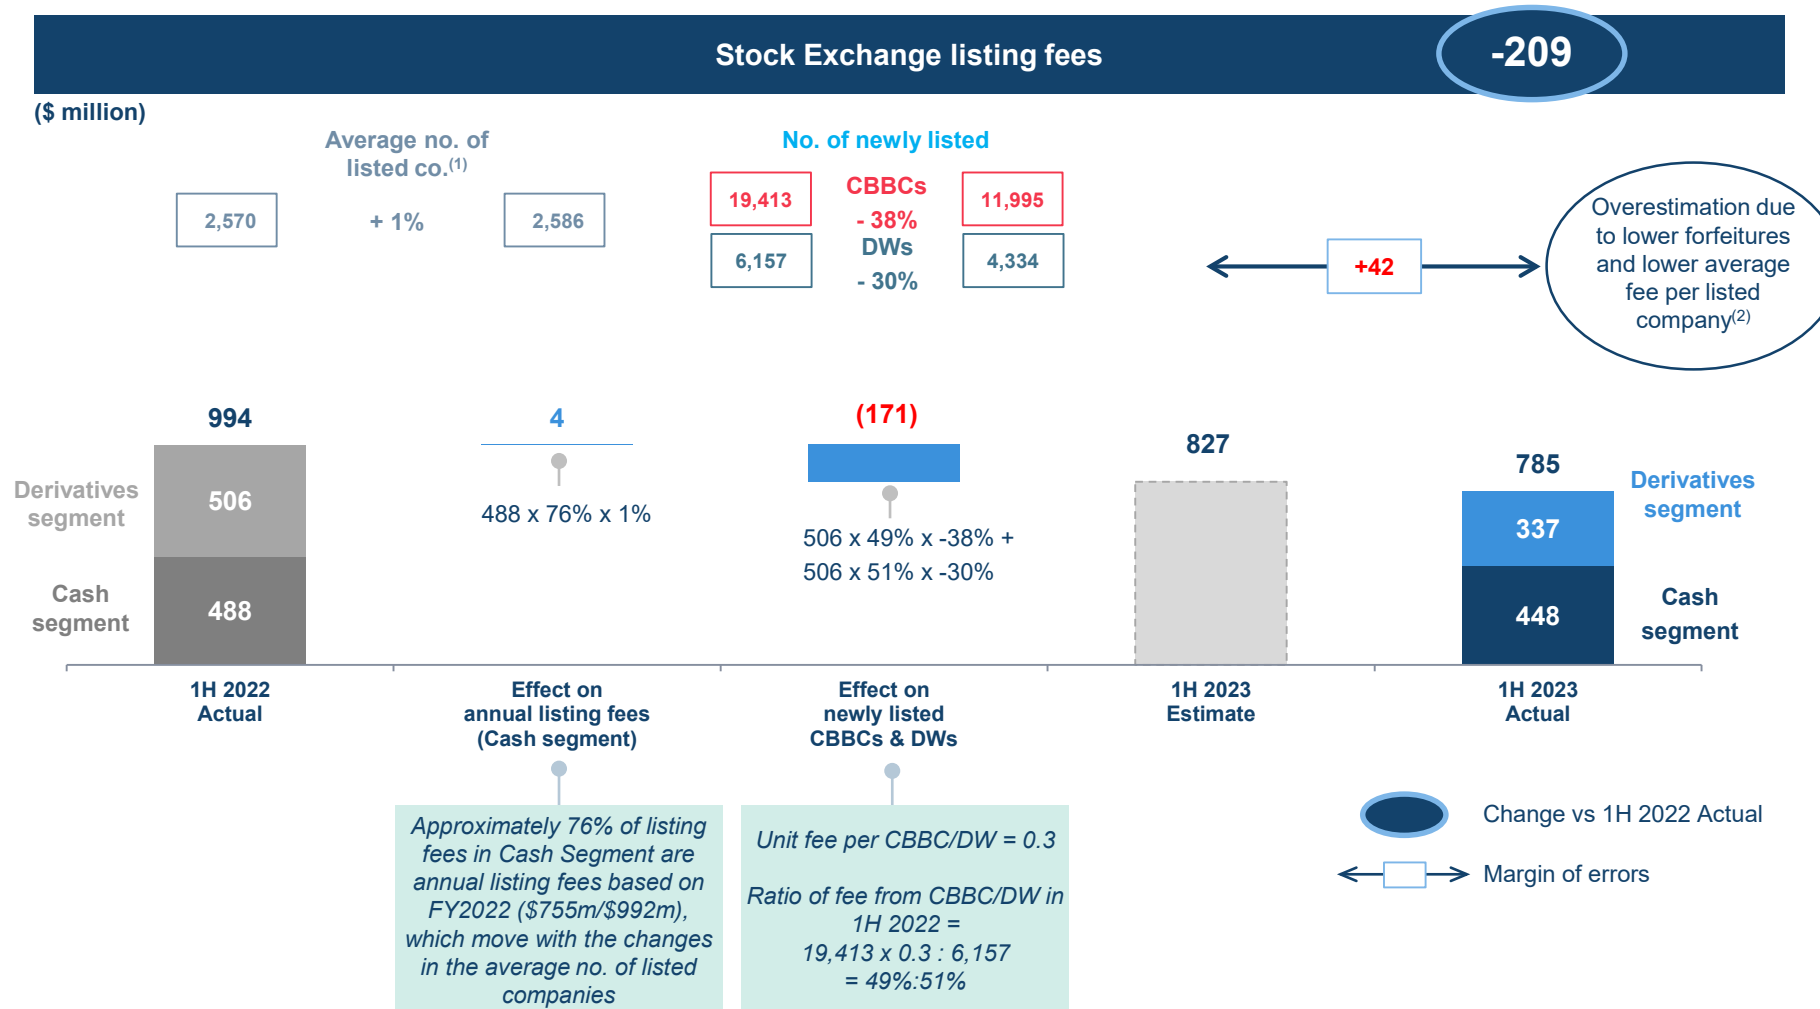 Stock Exchange listing fees
-209
($ million)
Average no. of
listed co.(1)
2,570
+ 1%
2,586
No. of newly listed
19,413
CBBCs
- 38%
11,995
6,157
DWs
- 30%
4,334
+42
Overestimation due
to lower forfeitures
and lower average
fee per listed
company(2)
994
4
(171)
827
785
Derivatives
segment
506
Cash
segment
488
488 x 76% x 1%
506 x 49% x -38% +
506 x 51% x -30%
337
448
Derivatives
segment
Cash
segment
1H 2022
Actual
Effect on
annual listing fees
(Cash segment)
Effect on
newly listed
CBBCs & DWs
1H 2023
Estimate
1H 2023
Actual
Approximately 76% of listing
fees in Cash Segment are
annual listing fees based on
FY2022 ($755m/$992m),
which move with the changes
in the average no. of listed
companies
Unit fee per CBBC/DW = 0.3
Ratio of fee from CBBC/DW in
1H 2022 =
19,413 x 0.3 : 6,157
= 49%:51%
Change vs 1H 2022 Actual
Margin of errors